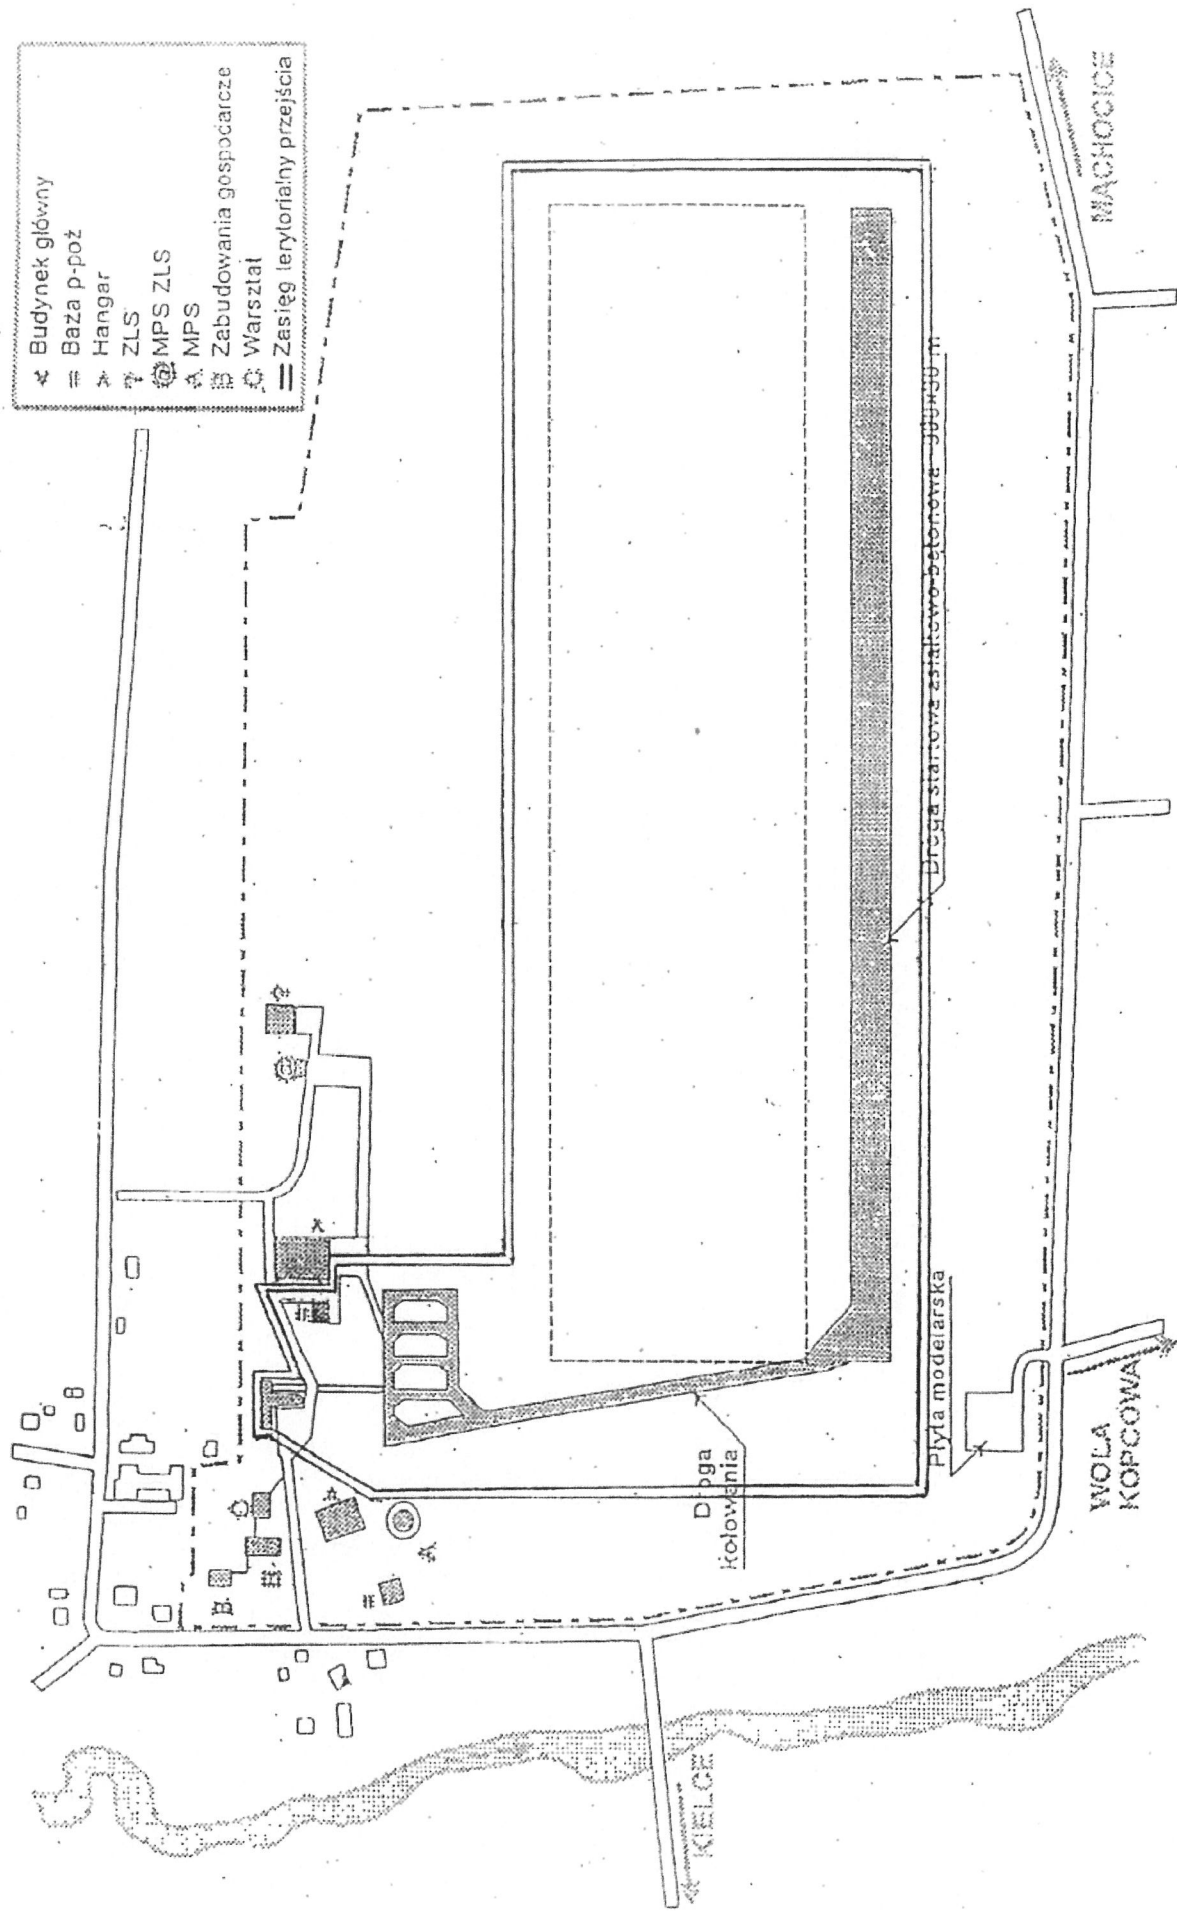 Budynek główny
Baza p-poż
Hangar
ZLS
@ MPS ZLS
MPS
Zabudowania gospodarcze
Warsztat
Zasięg terytorialny przejścia
MĄCHOCICE
Droga startowa asfaltowo-betonowa
Płyta modelarska
Droga
kołowania
WOLA
KOPCOWA
KIELCE